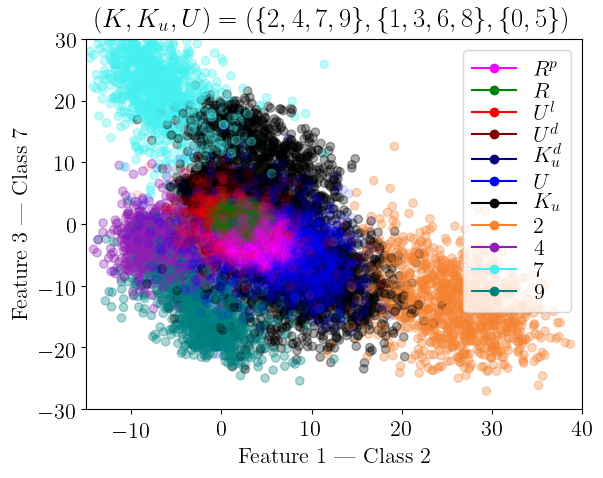 (K, K_u, U) = ({2, 4, 7, 9}, {1, 3, 6, 8}, {0, 5})
30
20
10
0
−10
−20
−30
Feature 3 — Class 7
R^p
R
U^l
U^d
K_u^d
U
K_u
2
4
7
9
−10 0 10 20 30 40
Feature 1 — Class 2